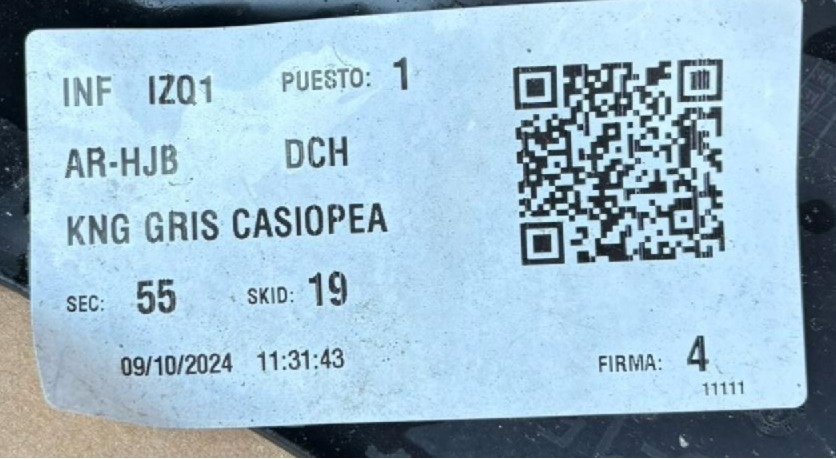 INF IZQ1 PUESTO: 1
AR-HJB DCH
KNG GRIS CASIOPEA
SEC: 55 SKID: 19
09/10/2024 11:31:43 FIRMA: 4
11111